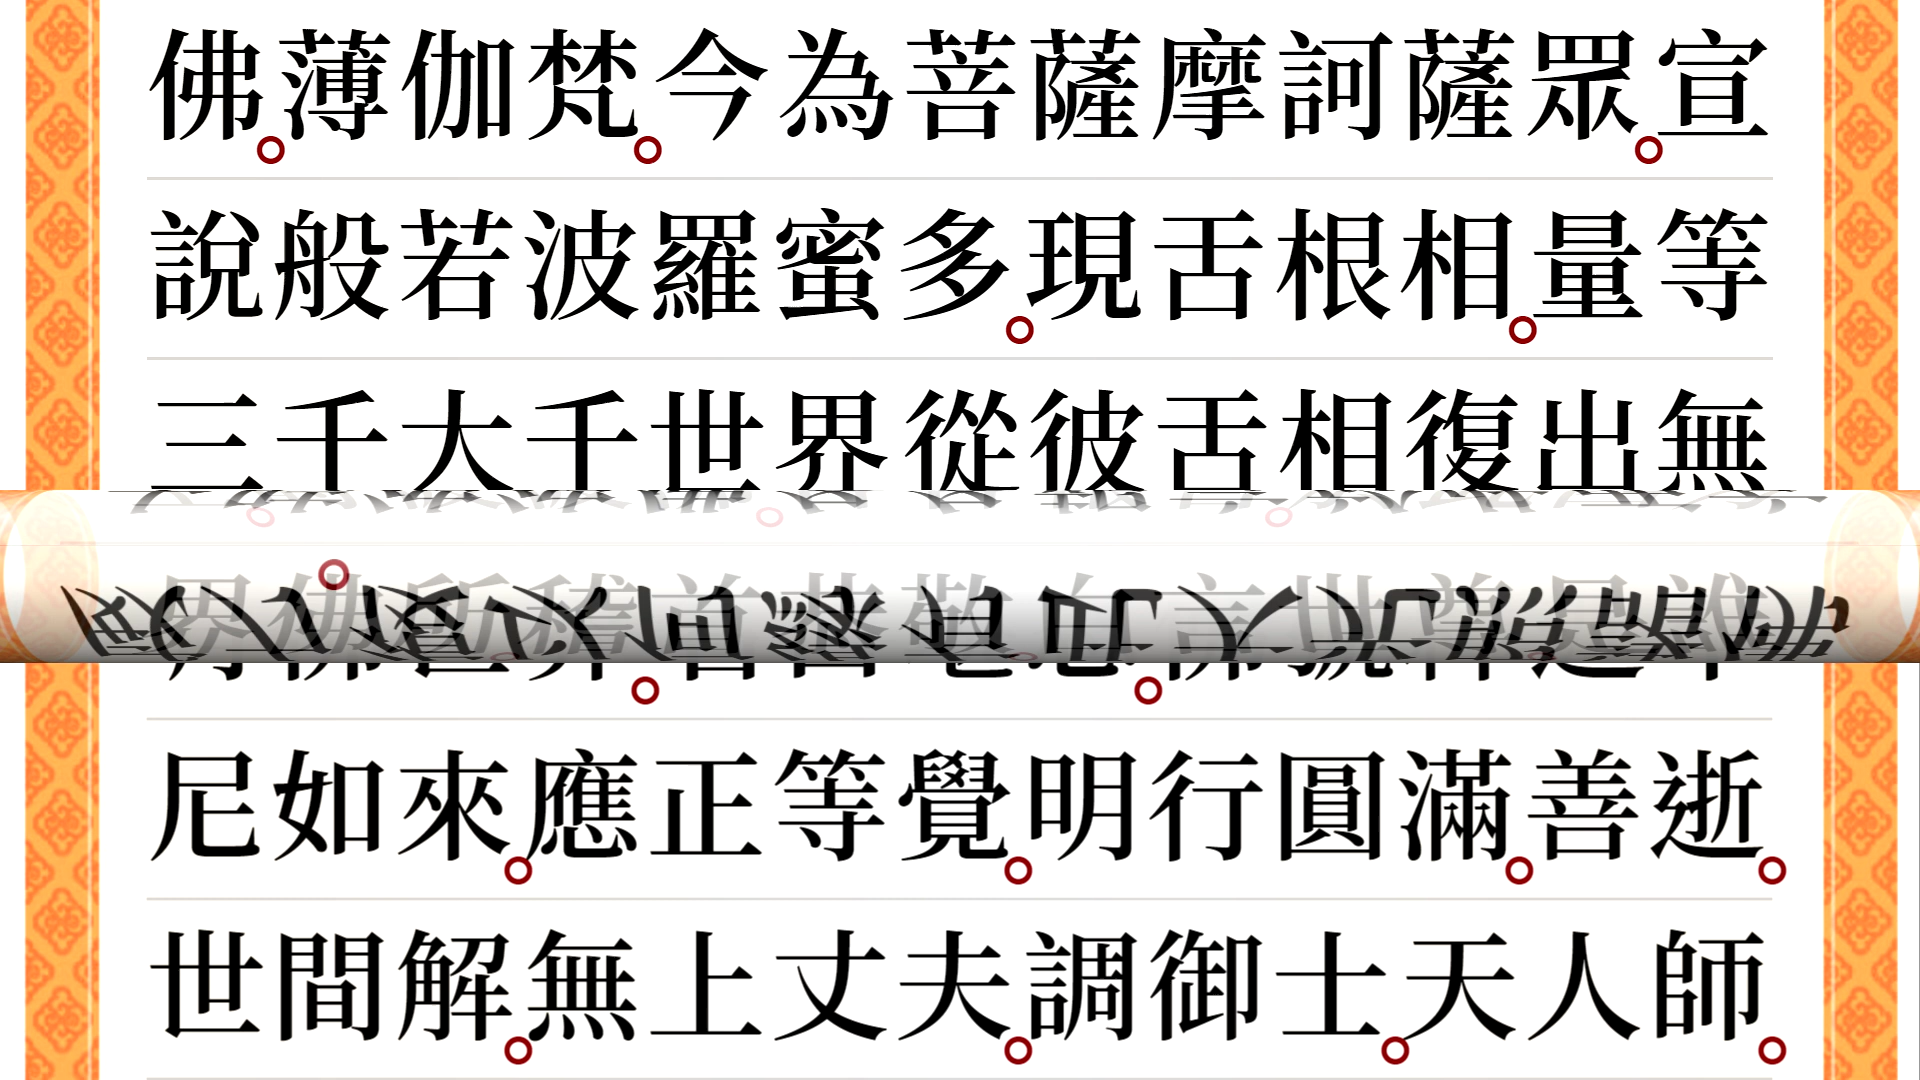 佛。薄伽梵。今為菩薩摩訶薩眾。宣
說般若波羅蜜多。現舌根相。量等
三千大千世界從彼舌相復出無
尼如來。應正等覺。明行圓滿。善逝。
世間解。無上丈夫。調御士。天人師。